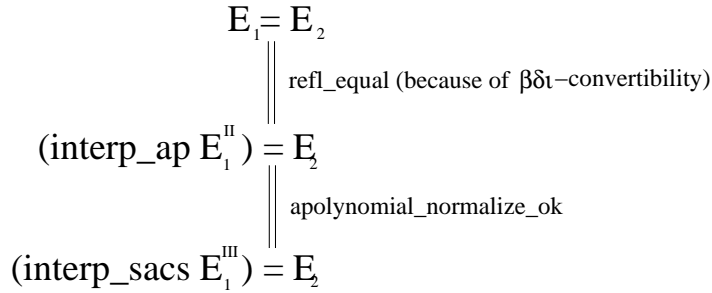 E₁ = E₂
refl_equal (because of βδι−convertibility)
(interp_ap E₁ᴵᴵ ) = E₂
apolynomial_normalize_ok
(interp_sacs E₁ᴵᴵᴵ ) = E₂